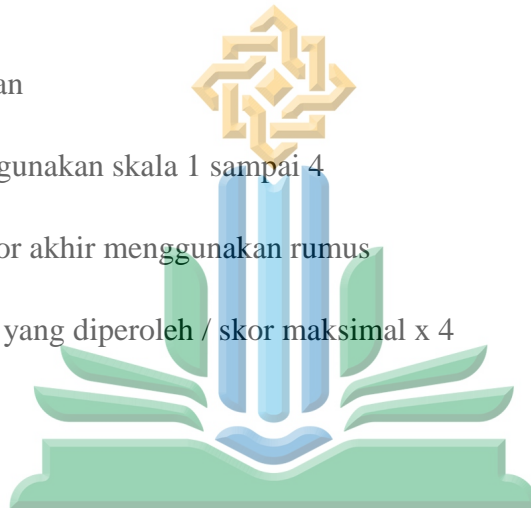 an
gunakan skala 1 sampai 4
or akhir menggunakan rumus
yang diperoleh / skor maksimal x 4